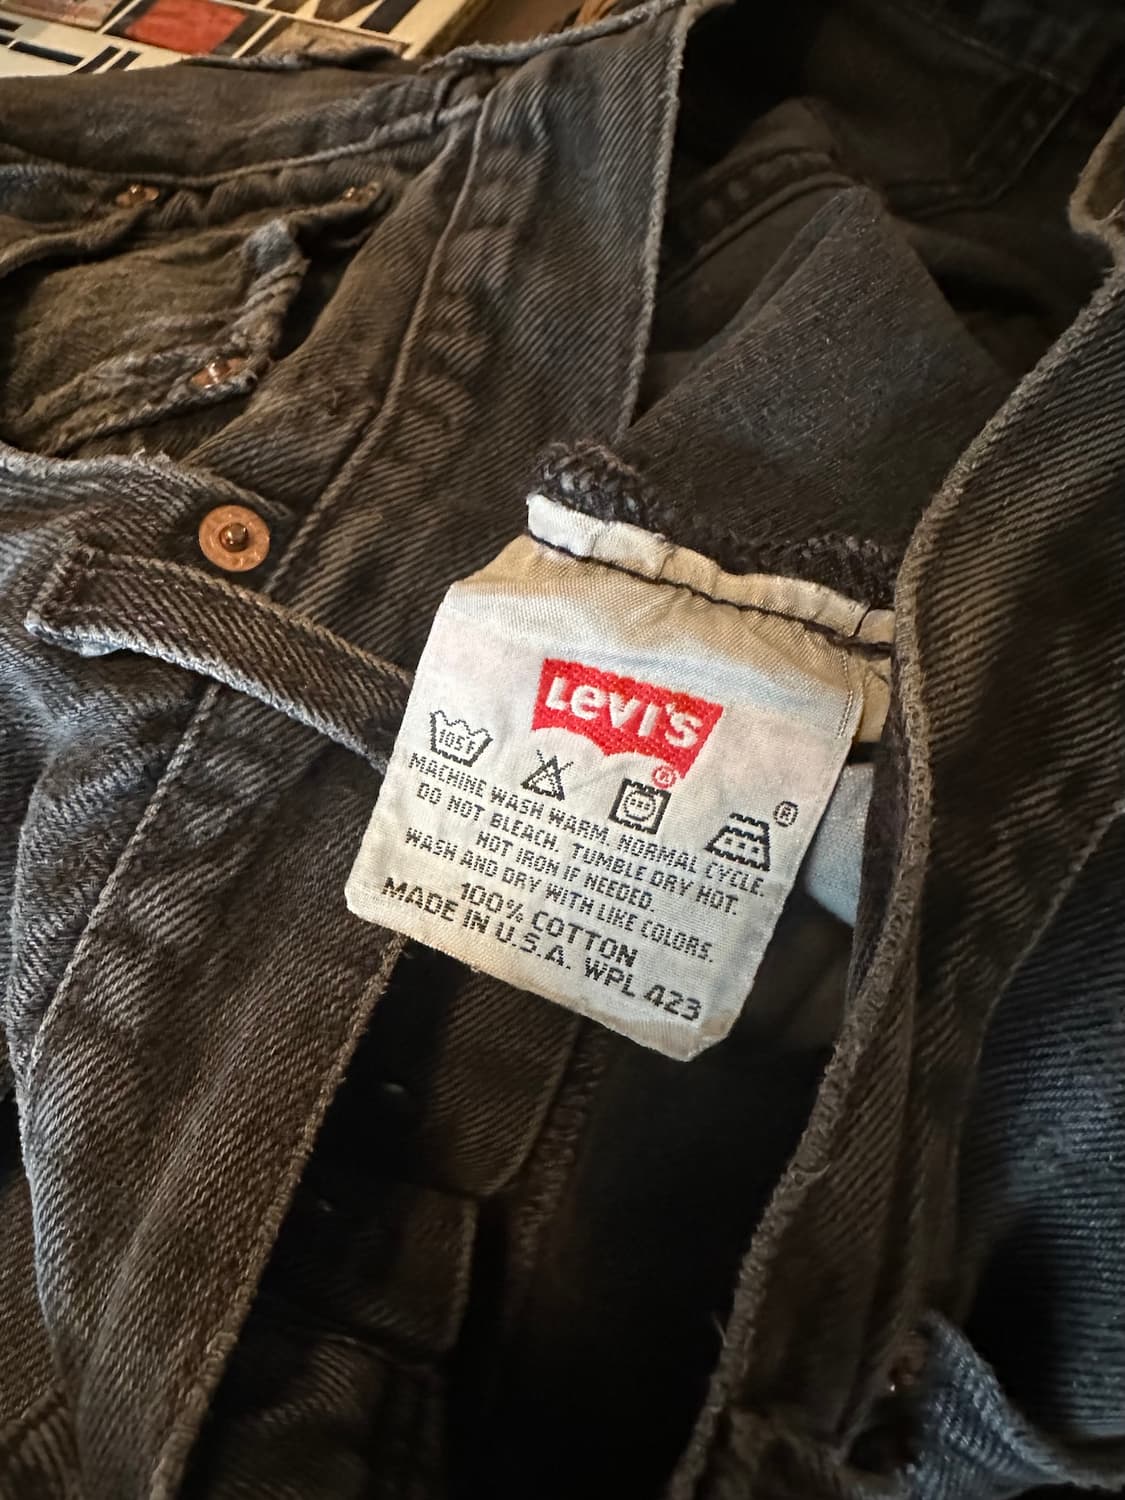 Levi's
®
105F
®
MACHINE WASH WARM, NORMAL CYCLE.
DO NOT BLEACH. TUMBLE DRY HOT.
HOT IRON IF NEEDED.
WASH AND DRY WITH LIKE COLORS.
100% COTTON
MADE IN U.S.A. WPL 423